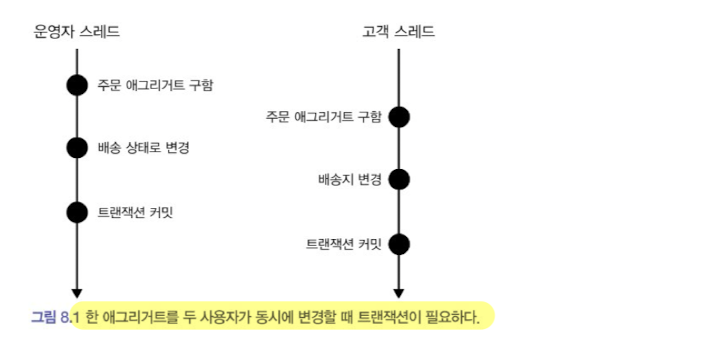 운영자 스레드
고객 스레드
주문 애그리거트 구함
주문 애그리거트 구함
배송 상태로 변경
배송지 변경
트랜잭션 커밋
트랜잭션 커밋
그림 8.1 한 애그리거트를 두 사용자가 동시에 변경할 때 트랜잭션이 필요하다.